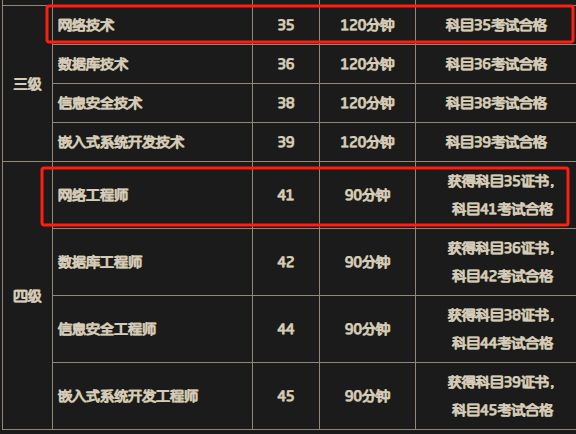 网络技术 35 120分钟 科目35考试合格
三级
数据库技术 36 120分钟 科目36考试合格
信息安全技术 38 120分钟 科目38考试合格
嵌入式系统开发技术 39 120分钟 科目39考试合格
网络工程师 41 90分钟 获得科目35证书，
科目41考试合格
四级
数据库工程师 42 90分钟 获得科目36证书，
科目42考试合格
信息安全工程师 44 90分钟 获得科目38证书，
科目44考试合格
嵌入式系统开发工程师 45 90分钟 获得科目39证书，
科目45考试合格